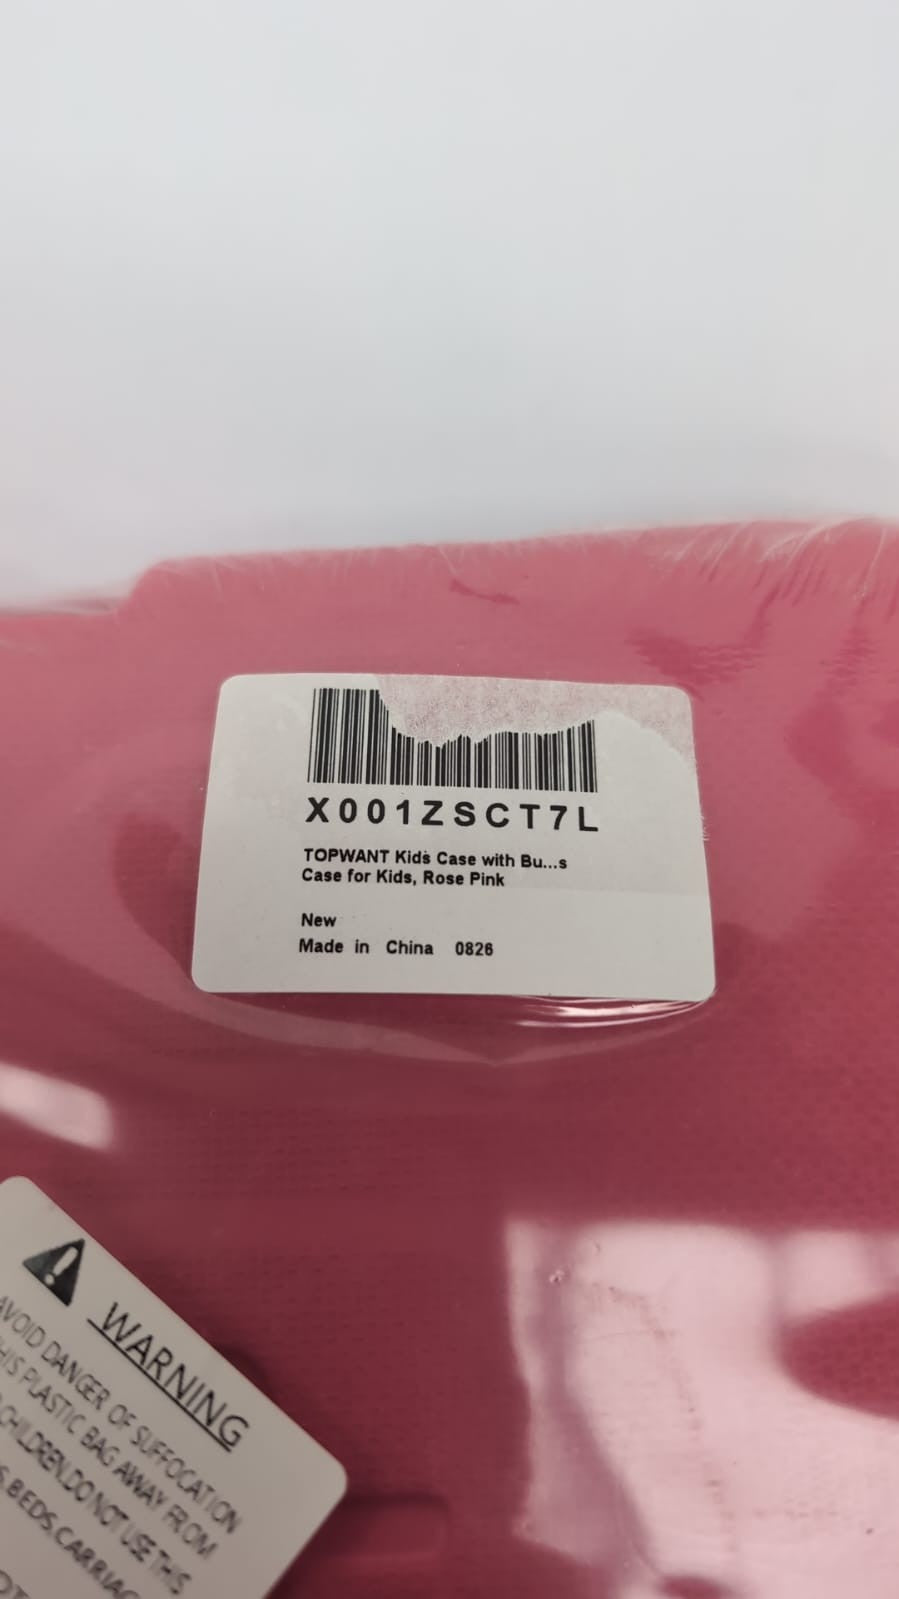 X001ZSCT7L
TOPWANT Kids Case with Bu...s
Case for Kids, Rose Pink
New
Made in China 0826
WARNING
AVOID DANGER OF SUFFOCATION
THIS PLASTIC BAG AWAY FROM
CHILDREN.DO NOT USE THIS
BEDS.CARRIAG